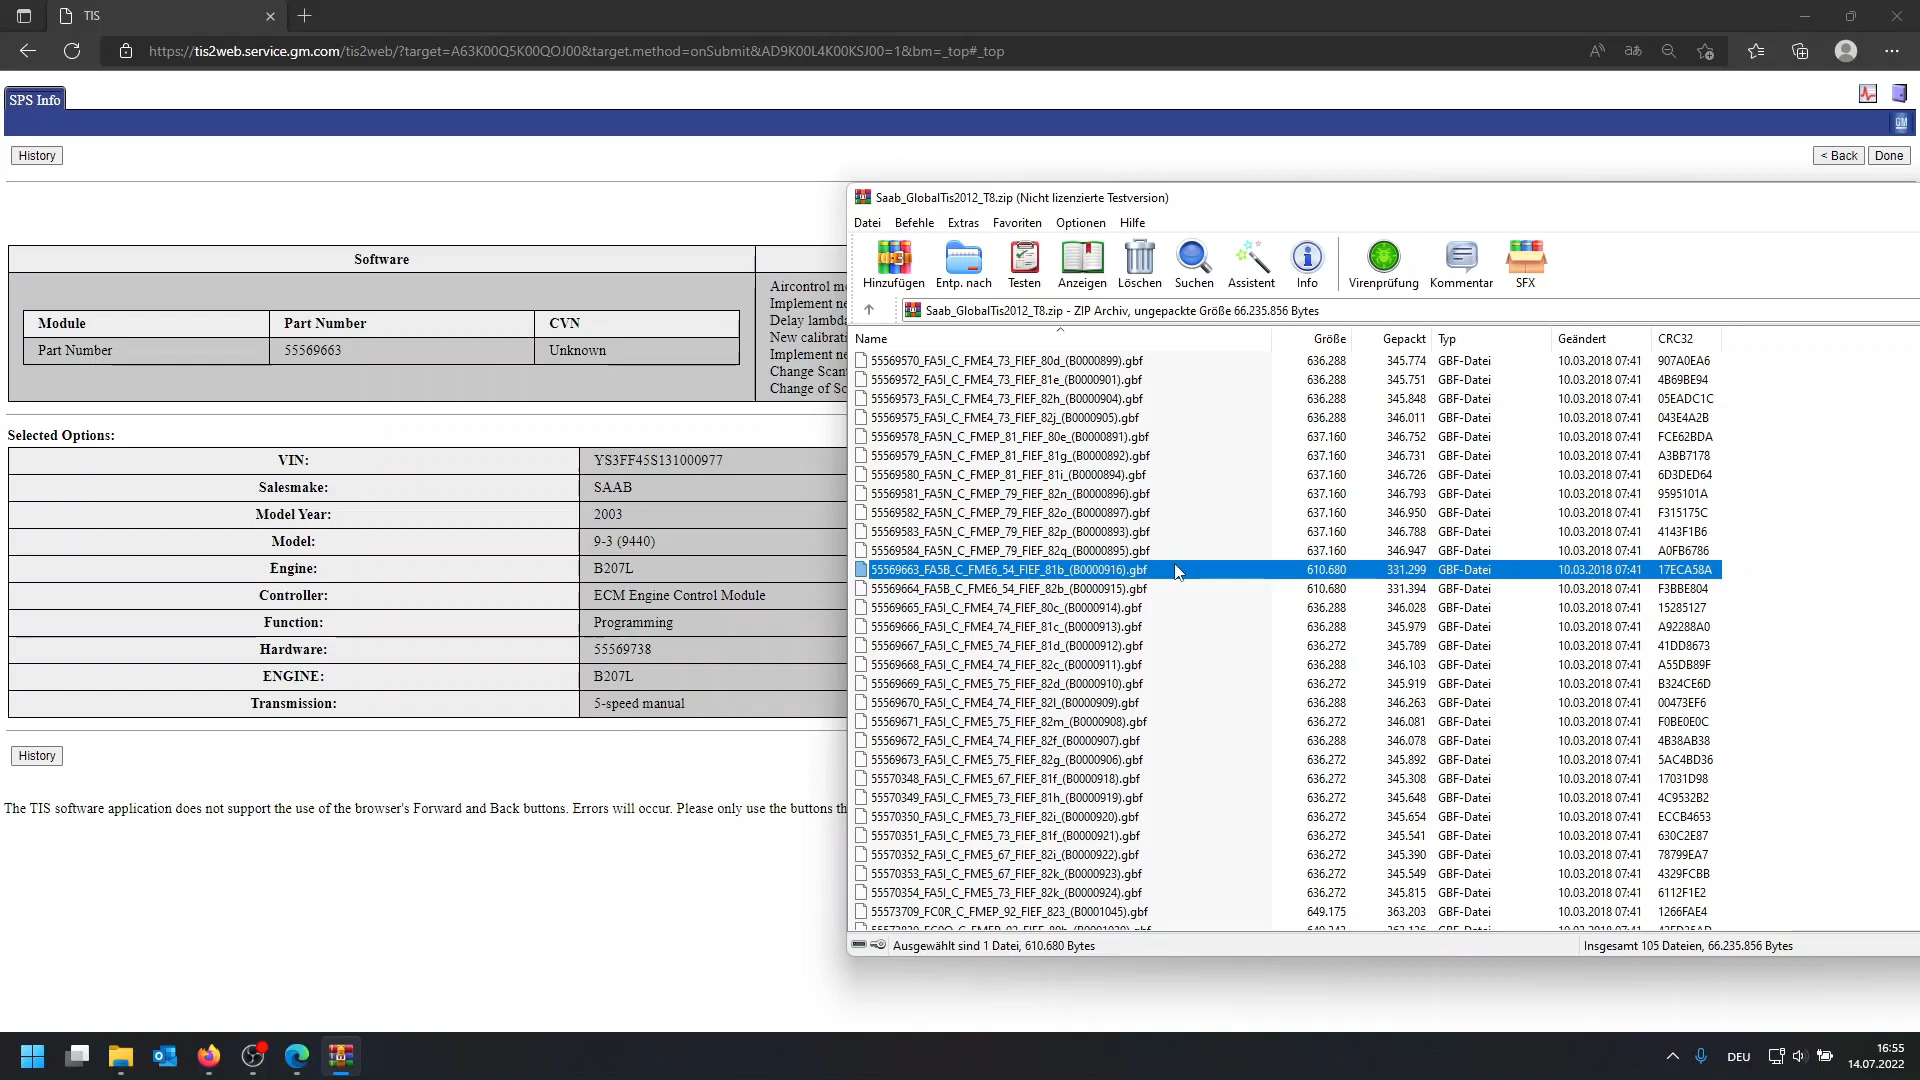 TIS
https://tis2web.service.gm.com/tis2web/?target=A63K00Q5K00QOJ00&target.method=onSubmit&AD9K00L4K00KSJ00=1&bm=_top#_top
SPS Info
GM
History
< Back
Done
Software
Module
Part Number
CVN
Part Number
55569663
Unknown
Aircontrol m
Implement ne
Delay lambda
New calibrati
Implement ne
Change Scan
Change of Sc
Selected Options:
VIN:
YS3FF45S131000977
Salesmake:
SAAB
Model Year:
2003
Model:
9-3 (9440)
Engine:
B207L
Controller:
ECM Engine Control Module
Function:
Programming
Hardware:
55569738
ENGINE:
B207L
Transmission:
5-speed manual
History
The TIS software application does not support the use of the browser's Forward and Back buttons. Errors will occur. Please only use the buttons th
Saab_GlobalTis2012_T8.zip (Nicht lizenzierte Testversion)
Datei Befehle Extras Favoriten Optionen Hilfe
Hinzufügen Entp. nach Testen Anzeigen Löschen Suchen Assistent Info Virenprüfung Kommentar SFX
Saab_GlobalTis2012_T8.zip - ZIP Archiv, ungepackte Größe 66.235.856 Bytes
Name Größe Gepackt Typ Geändert CRC32
55569570_FA5I_C_FME4_73_FIEF_80d_(B0000899).gbf 636.288 345.774 GBF-Datei 10.03.2018 07:41 907A0EA6
55569572_FA5I_C_FME4_73_FIEF_81e_(B0000901).gbf 636.288 345.751 GBF-Datei 10.03.2018 07:41 4B69BE94
55569573_FA5I_C_FME4_73_FIEF_82h_(B0000904).gbf 636.288 345.848 GBF-Datei 10.03.2018 07:41 05EADC1C
55569575_FA5I_C_FME4_73_FIEF_82j_(B0000905).gbf 636.288 346.011 GBF-Datei 10.03.2018 07:41 043E4A2B
55569578_FA5N_C_FMEP_81_FIEF_80e_(B0000891).gbf 637.160 346.752 GBF-Datei 10.03.2018 07:41 FCE62BDA
55569579_FA5N_C_FMEP_81_FIEF_81g_(B0000892).gbf 637.160 346.731 GBF-Datei 10.03.2018 07:41 A3BB7178
55569580_FA5N_C_FMEP_81_FIEF_81i_(B0000894).gbf 637.160 346.726 GBF-Datei 10.03.2018 07:41 6D3DED64
55569581_FA5N_C_FMEP_79_FIEF_82n_(B0000896).gbf 637.160 346.793 GBF-Datei 10.03.2018 07:41 9595101A
55569582_FA5N_C_FMEP_79_FIEF_82o_(B0000897).gbf 637.160 346.950 GBF-Datei 10.03.2018 07:41 F315175C
55569583_FA5N_C_FMEP_79_FIEF_82p_(B0000893).gbf 637.160 346.788 GBF-Datei 10.03.2018 07:41 4143F1B6
55569584_FA5N_C_FMEP_79_FIEF_82q_(B0000895).gbf 637.160 346.947 GBF-Datei 10.03.2018 07:41 A0FB6786
55569663_FA5B_C_FME6_54_FIEF_81b_(B0000916).gbf 610.680 331.299 GBF-Datei 10.03.2018 07:41 17ECA58A
55569664_FA5B_C_FME6_54_FIEF_82b_(B0000915).gbf 610.680 331.394 GBF-Datei 10.03.2018 07:41 F3BBE804
55569665_FA5I_C_FME4_74_FIEF_80c_(B0000914).gbf 636.288 346.028 GBF-Datei 10.03.2018 07:41 15285127
55569666_FA5I_C_FME4_74_FIEF_81c_(B0000913).gbf 636.288 345.979 GBF-Datei 10.03.2018 07:41 A92288A0
55569667_FA5I_C_FME5_74_FIEF_81d_(B0000912).gbf 636.272 345.789 GBF-Datei 10.03.2018 07:41 41DD8673
55569668_FA5I_C_FME4_74_FIEF_82c_(B0000911).gbf 636.288 346.103 GBF-Datei 10.03.2018 07:41 A55DB89F
55569669_FA5I_C_FME5_75_FIEF_82d_(B0000910).gbf 636.272 345.919 GBF-Datei 10.03.2018 07:41 B324CE6D
55569670_FA5I_C_FME4_74_FIEF_82l_(B0000909).gbf 636.288 346.263 GBF-Datei 10.03.2018 07:41 00473EF6
55569671_FA5I_C_FME5_75_FIEF_82m_(B0000908).gbf 636.272 346.081 GBF-Datei 10.03.2018 07:41 F0BE0E0C
55569672_FA5I_C_FME4_74_FIEF_82f_(B0000907).gbf 636.288 346.078 GBF-Datei 10.03.2018 07:41 4B38AB38
55569673_FA5I_C_FME5_75_FIEF_82g_(B0000906).gbf 636.272 345.892 GBF-Datei 10.03.2018 07:41 5AC4BD36
55570348_FA5I_C_FME5_67_FIEF_81f_(B0000918).gbf 636.272 345.308 GBF-Datei 10.03.2018 07:41 17031D98
55570349_FA5I_C_FME5_73_FIEF_81h_(B0000919).gbf 636.272 345.648 GBF-Datei 10.03.2018 07:41 4C9532B2
55570350_FA5I_C_FME5_73_FIEF_82i_(B0000920).gbf 636.272 345.654 GBF-Datei 10.03.2018 07:41 ECCB4653
55570351_FA5I_C_FME5_73_FIEF_81f_(B0000921).gbf 636.272 345.541 GBF-Datei 10.03.2018 07:41 630C2E87
55570352_FA5I_C_FME5_67_FIEF_82i_(B0000922).gbf 636.272 345.390 GBF-Datei 10.03.2018 07:41 78799EA7
55570353_FA5I_C_FME5_67_FIEF_82k_(B0000923).gbf 636.272 345.549 GBF-Datei 10.03.2018 07:41 4329FCBB
55570354_FA5I_C_FME5_73_FIEF_82k_(B0000924).gbf 636.272 345.815 GBF-Datei 10.03.2018 07:41 6112F1E2
55573709_FC0R_C_FMEP_92_FIEF_823_(B0001045).gbf 649.175 363.203 GBF-Datei 10.03.2018 07:41 1266FAE4
Ausgewählt sind 1 Datei, 610.680 Bytes
Insgesamt 105 Dateien, 66.235.856 Bytes
DEU
16:55
14.07.2022